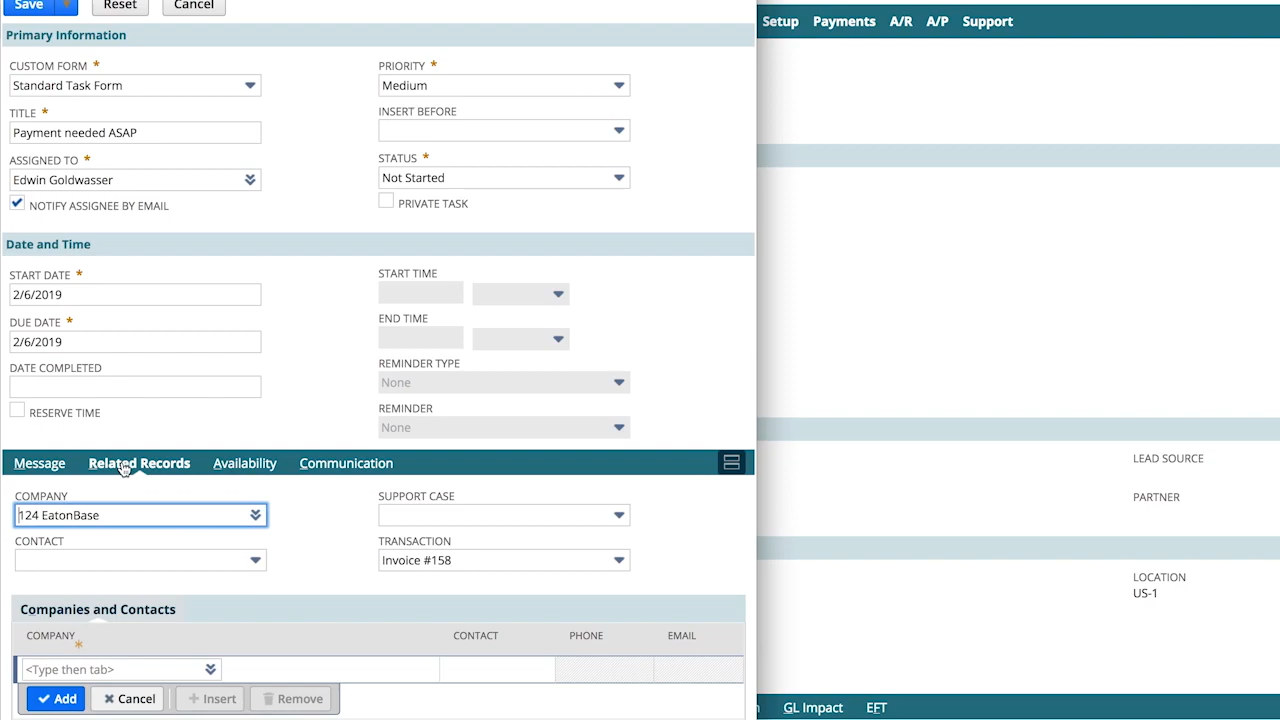 Save
Reset
Cancel
Setup
Payments
A/R
A/P
Support
Primary Information
CUSTOM FORM *
Standard Task Form
PRIORITY *
Medium
TITLE *
Payment needed ASAP
INSERT BEFORE
ASSIGNED TO *
Edwin Goldwasser
STATUS *
Not Started
NOTIFY ASSIGNEE BY EMAIL
PRIVATE TASK
Date and Time
START DATE *
2/6/2019
START TIME
DUE DATE *
2/6/2019
END TIME
DATE COMPLETED
REMINDER TYPE
None
RESERVE TIME
REMINDER
None
Message
Related Records
Availability
Communication
COMPANY
124 EatonBase
SUPPORT CASE
CONTACT
TRANSACTION
Invoice #158
Companies and Contacts
COMPANY *
CONTACT
PHONE
EMAIL
<Type then tab>
Add
Cancel
Insert
Remove
LEAD SOURCE
PARTNER
LOCATION
US-1
GL Impact
EFT